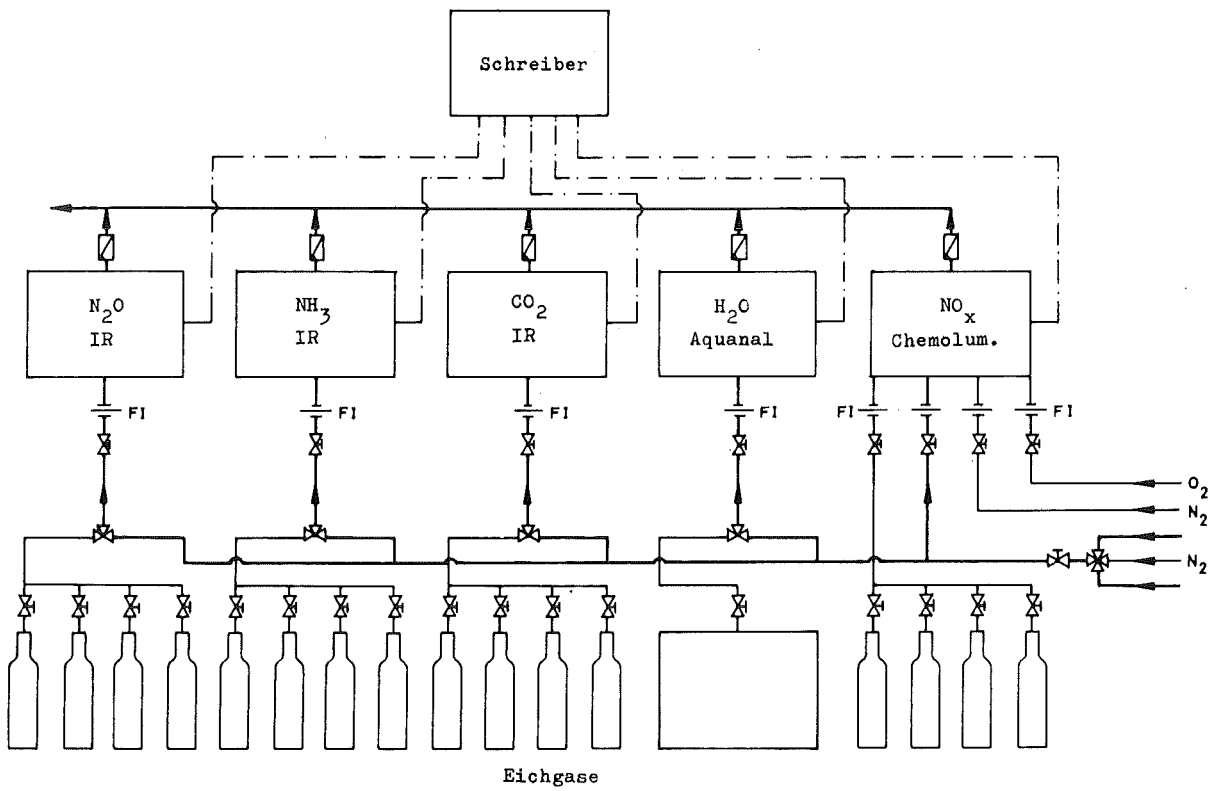 Schreiber
N2O
IR
NH3
IR
CO2
IR
H2O
Aquanal
NOx
Chemolum.
FI
FI
FI
FI
FI
FI
O2
N2
N2
Eichgase